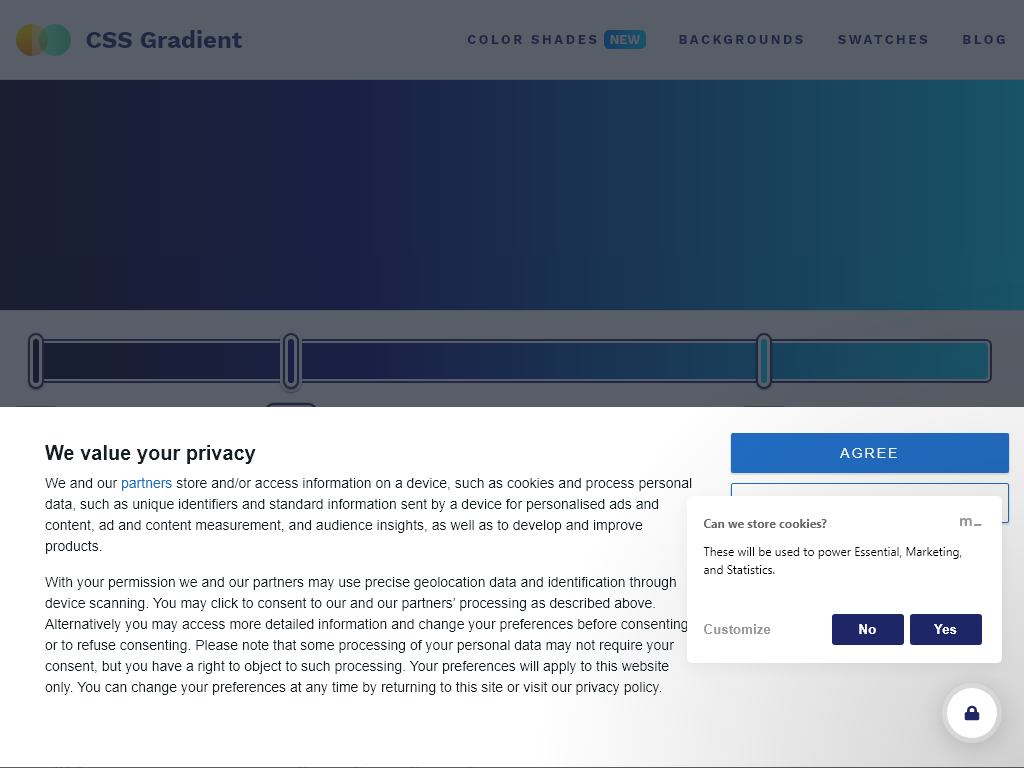 CSS Gradient
COLOR SHADES NEW BACKGROUNDS SWATCHES BLOG
We value your privacy
We and our partners store and/or access information on a device, such as cookies and process personal
data, such as unique identifiers and standard information sent by a device for personalised ads and
content, ad and content measurement, and audience insights, as well as to develop and improve
products.
With your permission we and our partners may use precise geolocation data and identification through
device scanning. You may click to consent to our and our partners’ processing as described above.
Alternatively you may access more detailed information and change your preferences before consenting
or to refuse consenting. Please note that some processing of your personal data may not require your
consent, but you have a right to object to such processing. Your preferences will apply to this website
only. You can change your preferences at any time by returning to this site or visit our privacy policy.
AGREE
Can we store cookies?
m_
These will be used to power Essential, Marketing,
and Statistics.
Customize
No
Yes